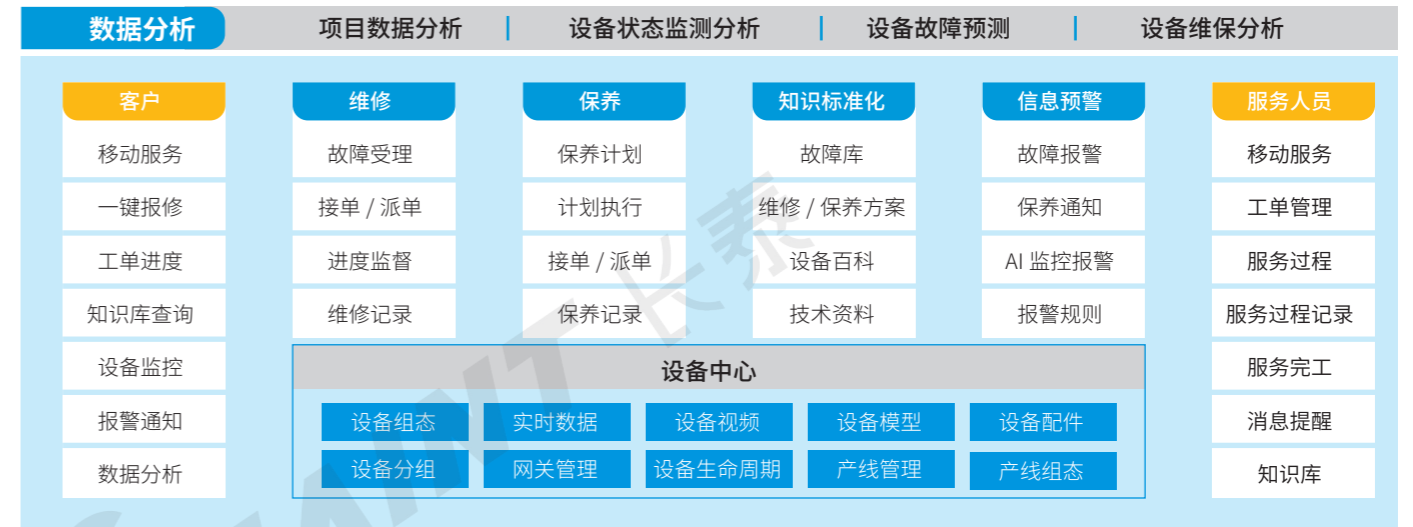 数据分析 项目数据分析 | 设备状态监测分析 | 设备故障预测 | 设备维保分析
客户 维修 保养 知识标准化 信息预警 服务人员
移动服务 故障受理 保养计划 故障库 故障报警 移动服务
一键报修 接单 / 派单 计划执行 维修 / 保养方案 保养通知 工单管理
工单进度 进度监督 接单 / 派单 设备百科 AI 监控报警 服务过程
知识库查询 维修记录 保养记录 技术资料 报警规则 服务过程记录
设备监控 设备中心 服务完工
报警通知 设备组态 实时数据 设备视频 设备模型 设备配件 消息提醒
数据分析 设备分组 网关管理 设备生命周期 产线管理 产线组态 知识库
长泰